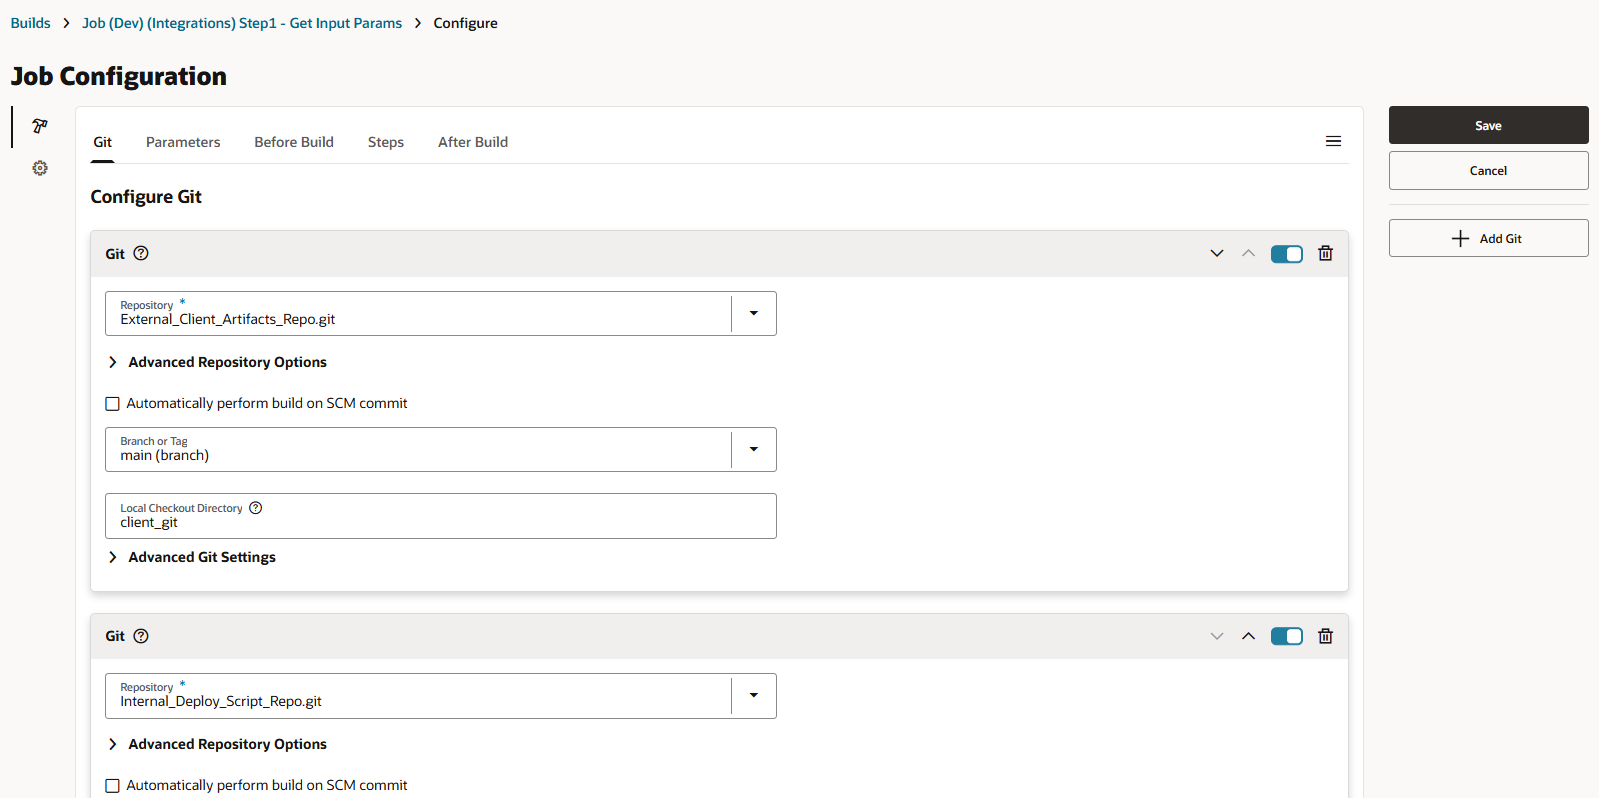 Builds > Job (Dev) (Integrations) Step1 - Get Input Params > Configure
Job Configuration
Git Parameters Before Build Steps After Build
Save
Cancel
Add Git
Configure Git
Git
Repository *
External_Client_Artifacts_Repo.git
Advanced Repository Options
Automatically perform build on SCM commit
Branch or Tag
main (branch)
Local Checkout Directory
client_git
Advanced Git Settings
Git
Repository *
Internal_Deploy_Script_Repo.git
Advanced Repository Options
Automatically perform build on SCM commit